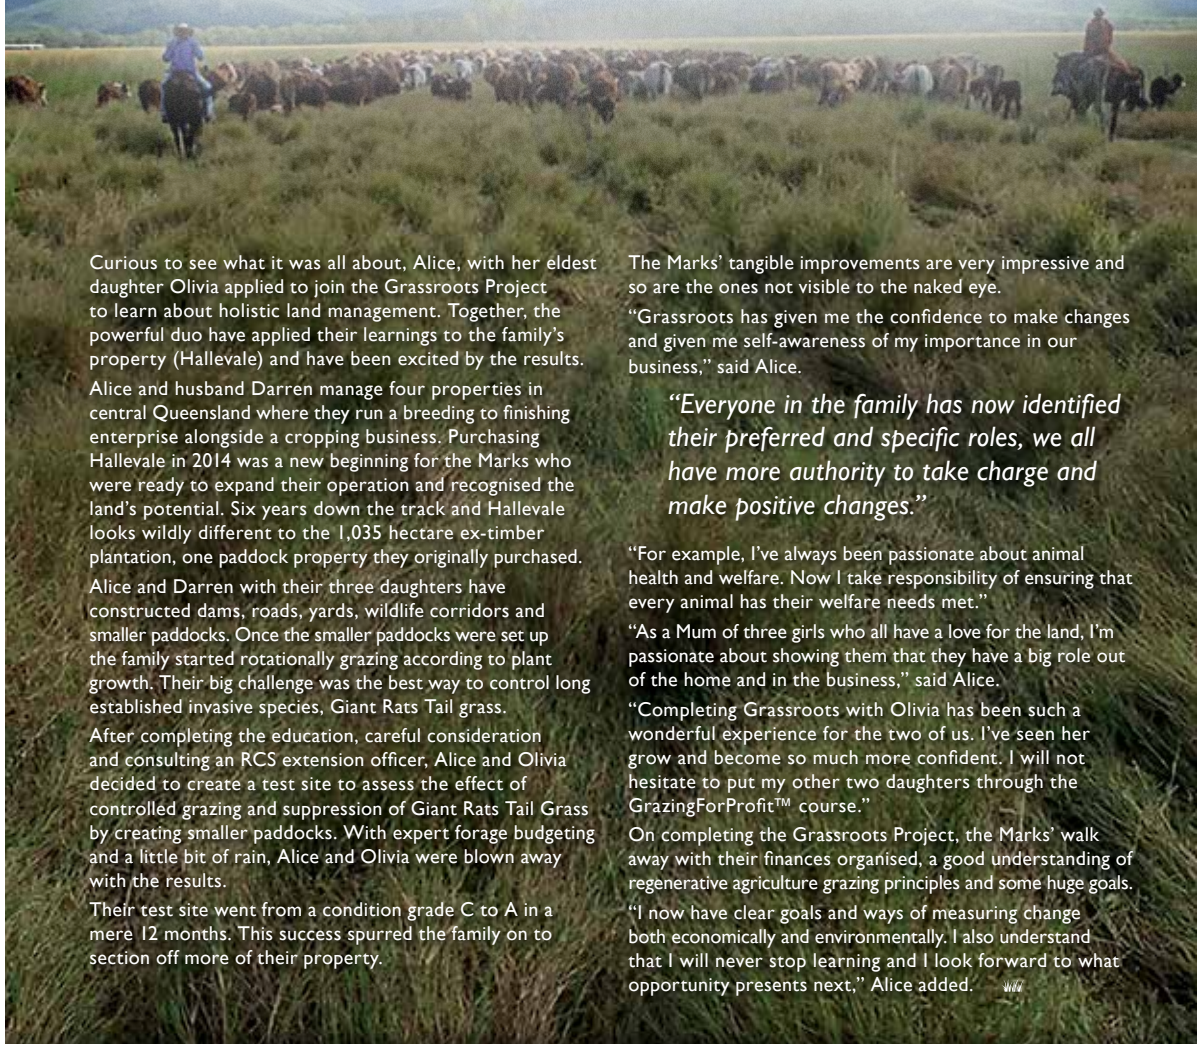 Curious to see what it was all about, Alice, with her eldest
daughter Olivia applied to join the Grassroots Project
to learn about holistic land management. Together, the
powerful duo have applied their learnings to the family’s
property (Hallevale) and have been excited by the results.
Alice and husband Darren manage four properties in
central Queensland where they run a breeding to finishing
enterprise alongside a cropping business. Purchasing
Hallevale in 2014 was a new beginning for the Marks who
were ready to expand their operation and recognised the
land’s potential. Six years down the track and Hallevale
looks wildly different to the 1,035 hectare ex-timber
plantation, one paddock property they originally purchased.
Alice and Darren with their three daughters have
constructed dams, roads, yards, wildlife corridors and
smaller paddocks. Once the smaller paddocks were set up
the family started rotationally grazing according to plant
growth. Their big challenge was the best way to control long
established invasive species, Giant Rats Tail grass.
After completing the education, careful consideration
and consulting an RCS extension officer, Alice and Olivia
decided to create a test site to assess the effect of
controlled grazing and suppression of Giant Rats Tail Grass
by creating smaller paddocks. With expert forage budgeting
and a little bit of rain, Alice and Olivia were blown away
with the results.
Their test site went from a condition grade C to A in a
mere 12 months. This success spurred the family on to
section off more of their property.
The Marks’ tangible improvements are very impressive and
so are the ones not visible to the naked eye.
“Grassroots has given me the confidence to make changes
and given me self-awareness of my importance in our
business,” said Alice.
“Everyone in the family has now identified
their preferred and specific roles, we all
have more authority to take charge and
make positive changes.”
“For example, I’ve always been passionate about animal
health and welfare. Now I take responsibility of ensuring that
every animal has their welfare needs met.”
“As a Mum of three girls who all have a love for the land, I’m
passionate about showing them that they have a big role out
of the home and in the business,” said Alice.
“Completing Grassroots with Olivia has been such a
wonderful experience for the two of us. I’ve seen her
grow and become so much more confident. I will not
hesitate to put my other two daughters through the
GrazingForProfit™ course.”
On completing the Grassroots Project, the Marks’ walk
away with their finances organised, a good understanding of
regenerative agriculture grazing principles and some huge goals.
“I now have clear goals and ways of measuring change
both economically and environmentally. I also understand
that I will never stop learning and I look forward to what
opportunity presents next,” Alice added.